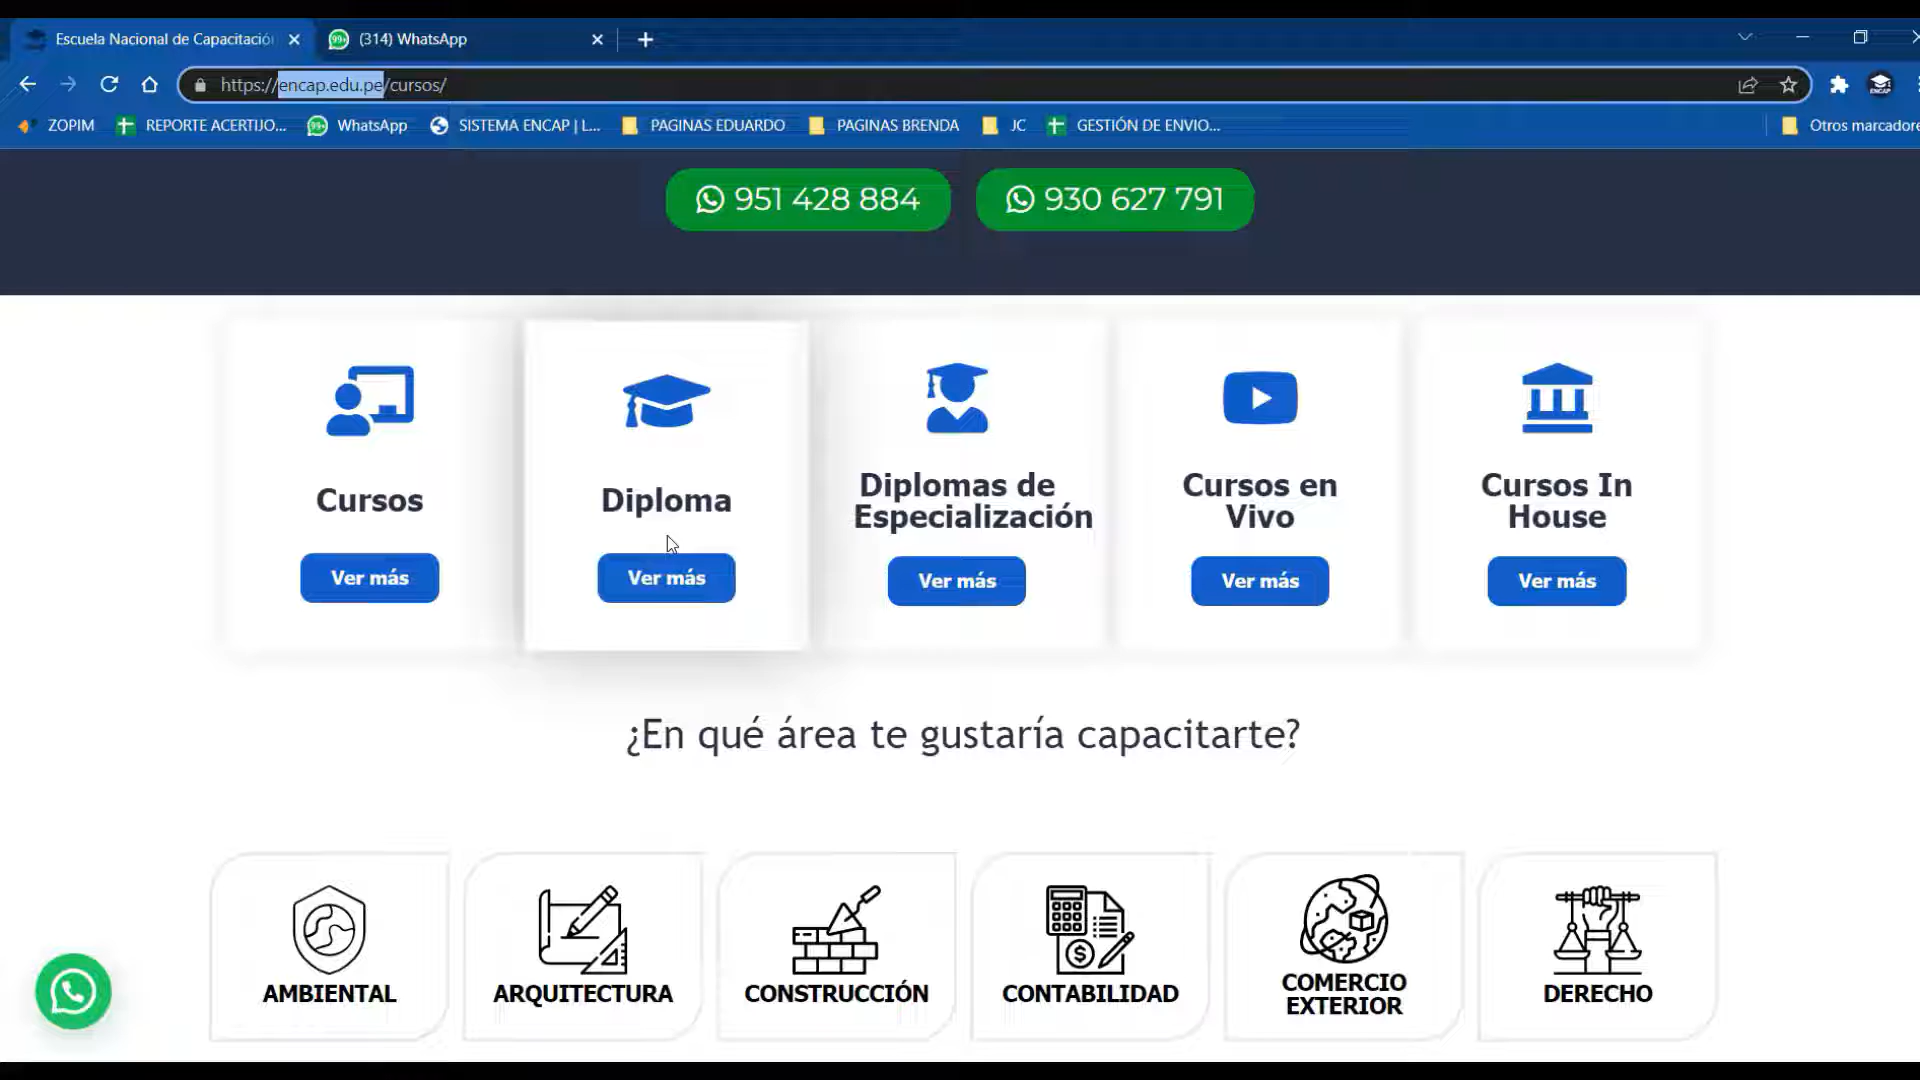 Escuela Nacional de Capacitación
(314) WhatsApp
https://encap.edu.pe/cursos/
ZOPIM
REPORTE ACERTIJO...
WhatsApp
SISTEMA ENCAP | L...
PAGINAS EDUARDO
PAGINAS BRENDA
JC
GESTIÓN DE ENVIO...
Otros marcadore
951 428 884
930 627 791
Cursos
Ver más
Diploma
Ver más
Diplomas de
Especialización
Ver más
Cursos en
Vivo
Ver más
Cursos In
House
Ver más
¿En qué área te gustaría capacitarte?
AMBIENTAL
ARQUITECTURA
CONSTRUCCIÓN
CONTABILIDAD
COMERCIO
EXTERIOR
DERECHO